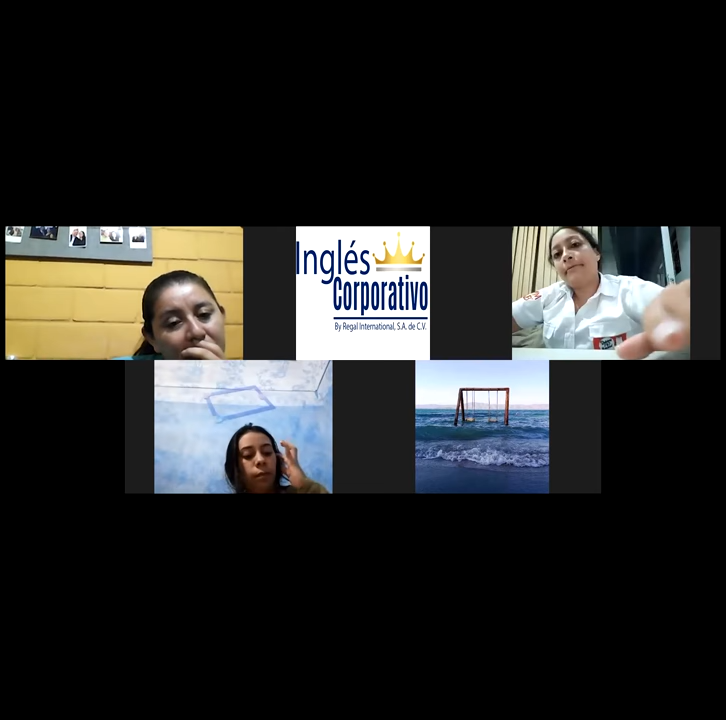 Inglés
Corporativo
By Regal International, S.A. de C.V.